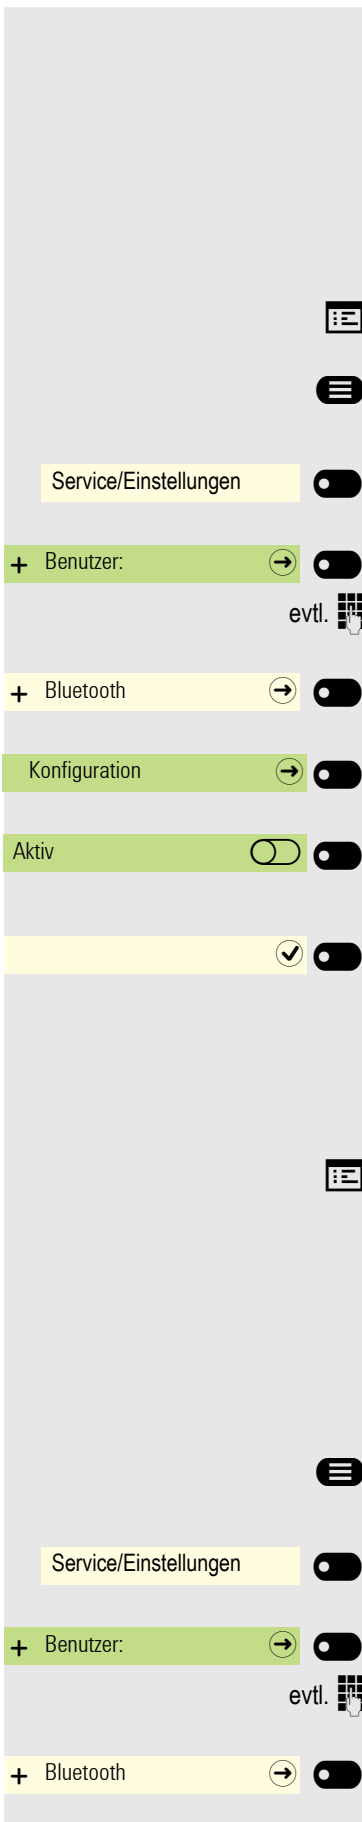 Service/Einstellungen
+ Benutzer:
evtl.
+ Bluetooth
Konfiguration
Aktiv
Service/Einstellungen
+ Benutzer:
evtl.
+ Bluetooth